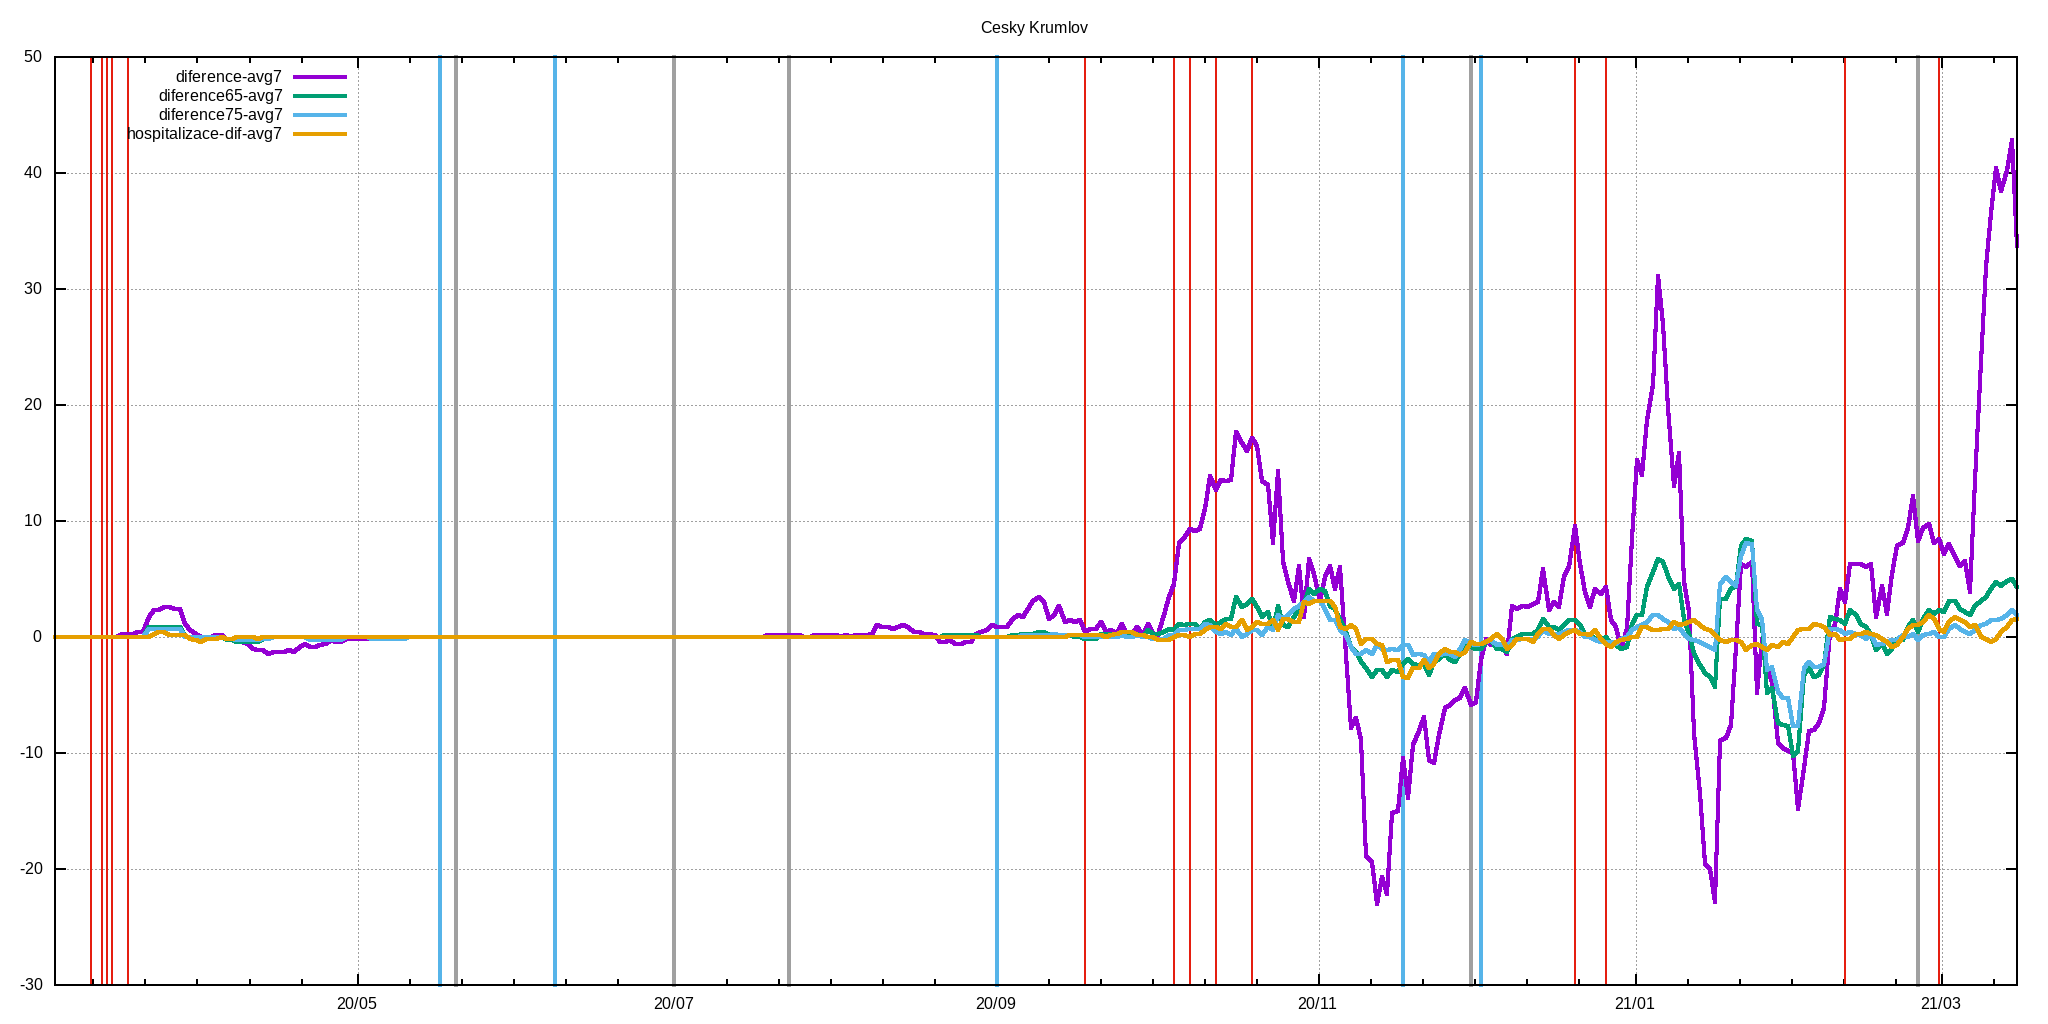 Cesky Krumlov
50
diference-avg7
diference65-avg7
diference75-avg7
hospitalizace-dif-avg7
40
30
20
10
0
-10
-20
-30
20/05 20/07 20/09 20/11 21/01 21/03